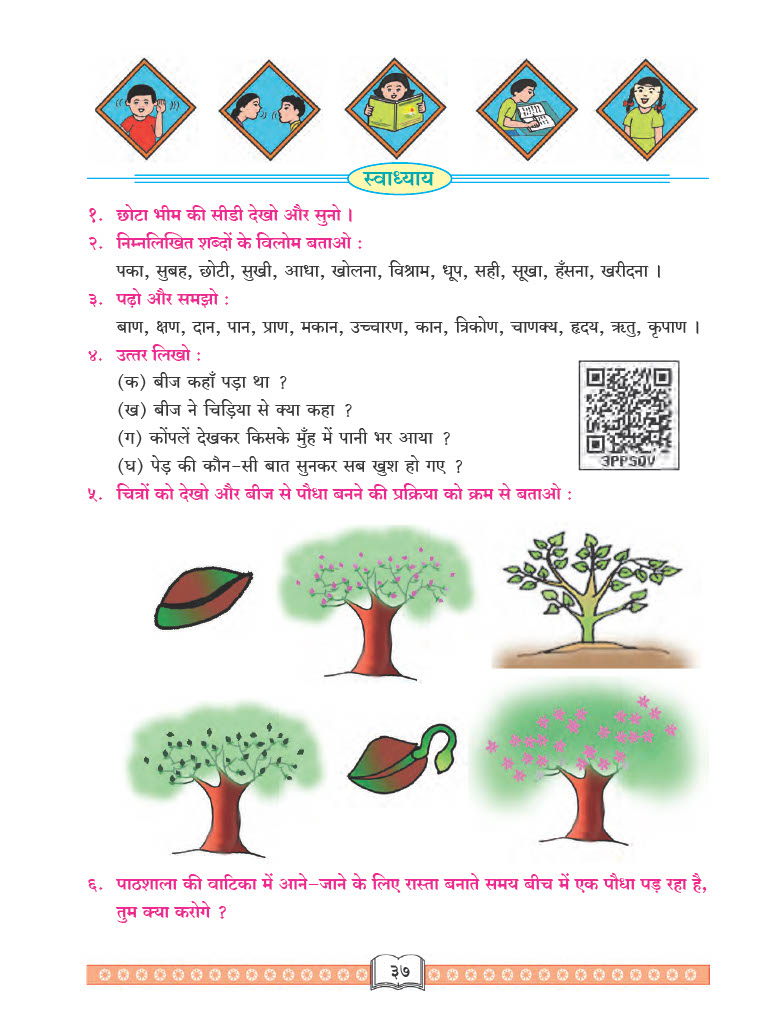 स्वाध्याय
१. छोटा भीम की सीडी देखो और सुनो ।
२. निम्नलिखित शब्दों के विलोम बताओ :
पका, सुबह, छोटी, सुखी, आधा, खोलना, विश्राम, धूप, सही, सूखा, हँसना, खरीदना ।
३. पढ़ो और समझो :
बाण, क्षण, दान, पान, प्राण, मकान, उच्चारण, कान, त्रिकोण, चाणक्य, हृदय, ऋतु, कृपाण ।
४. उत्तर लिखो :
(क) बीज कहाँ पड़ा था ?
(ख) बीज ने चिड़िया से क्या कहा ?
(ग) कोंपलें देखकर किसके मुँह में पानी भर आया ?
(घ) पेड़ की कौन-सी बात सुनकर सब खुश हो गए ?
3PPSQV
५. चित्रों को देखो और बीज से पौधा बनने की प्रक्रिया को क्रम से बताओ :
६. पाठशाला की वाटिका में आने-जाने के लिए रास्ता बनाते समय बीच में एक पौधा पड़ रहा है,
तुम क्या करोगे ?
३७